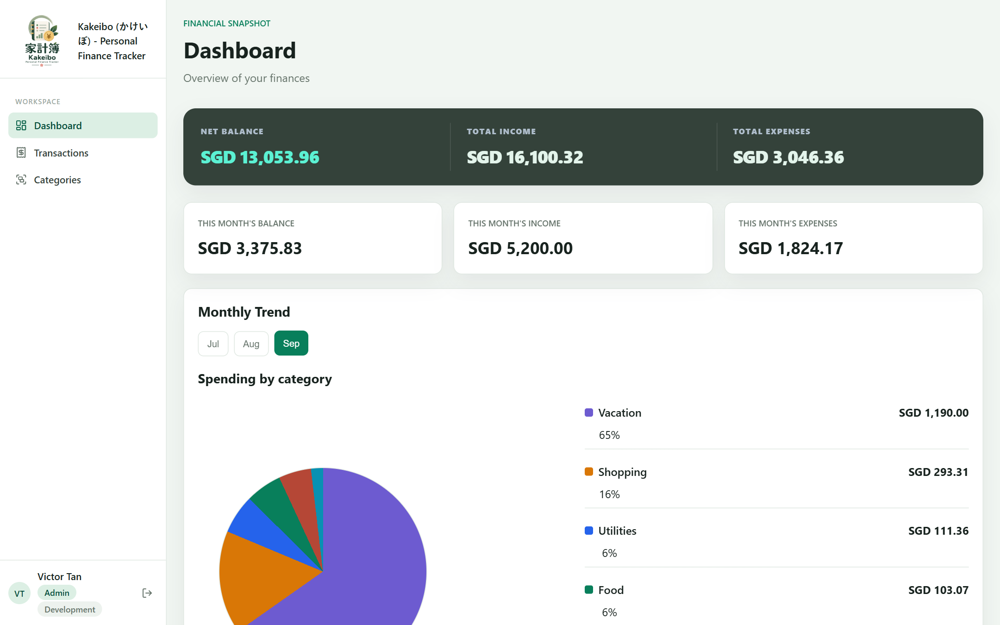 家計簿
Kakeibo
Personal Finance Tracker
Kakeibo (かけい
ぼ) - Personal
Finance Tracker
WORKSPACE
Dashboard
Transactions
Categories
Victor Tan
VT
Admin
Development
FINANCIAL SNAPSHOT
Dashboard
Overview of your finances
NET BALANCE
SGD 13,053.96
TOTAL INCOME
SGD 16,100.32
TOTAL EXPENSES
SGD 3,046.36
THIS MONTH'S BALANCE
SGD 3,375.83
THIS MONTH'S INCOME
SGD 5,200.00
THIS MONTH'S EXPENSES
SGD 1,824.17
Monthly Trend
Jul
Aug
Sep
Spending by category
Vacation SGD 1,190.00
65%
Shopping SGD 293.31
16%
Utilities SGD 111.36
6%
Food SGD 103.07
6%